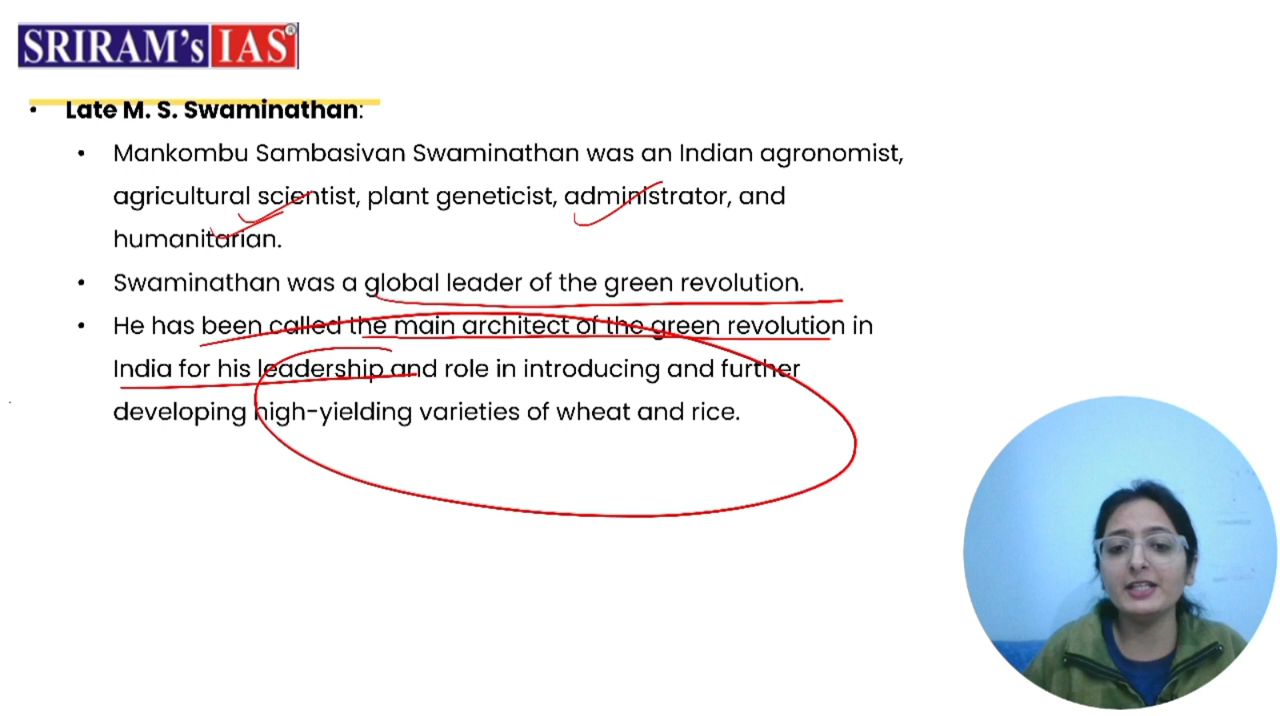 SRIRAM's IAS®
• Late M. S. Swaminathan:
• Mankombu Sambasivan Swaminathan was an Indian agronomist,
agricultural scientist, plant geneticist, administrator, and
humanitarian.
• Swaminathan was a global leader of the green revolution.
• He has been called the main architect of the green revolution in
India for his leadership and role in introducing and further
developing high-yielding varieties of wheat and rice.